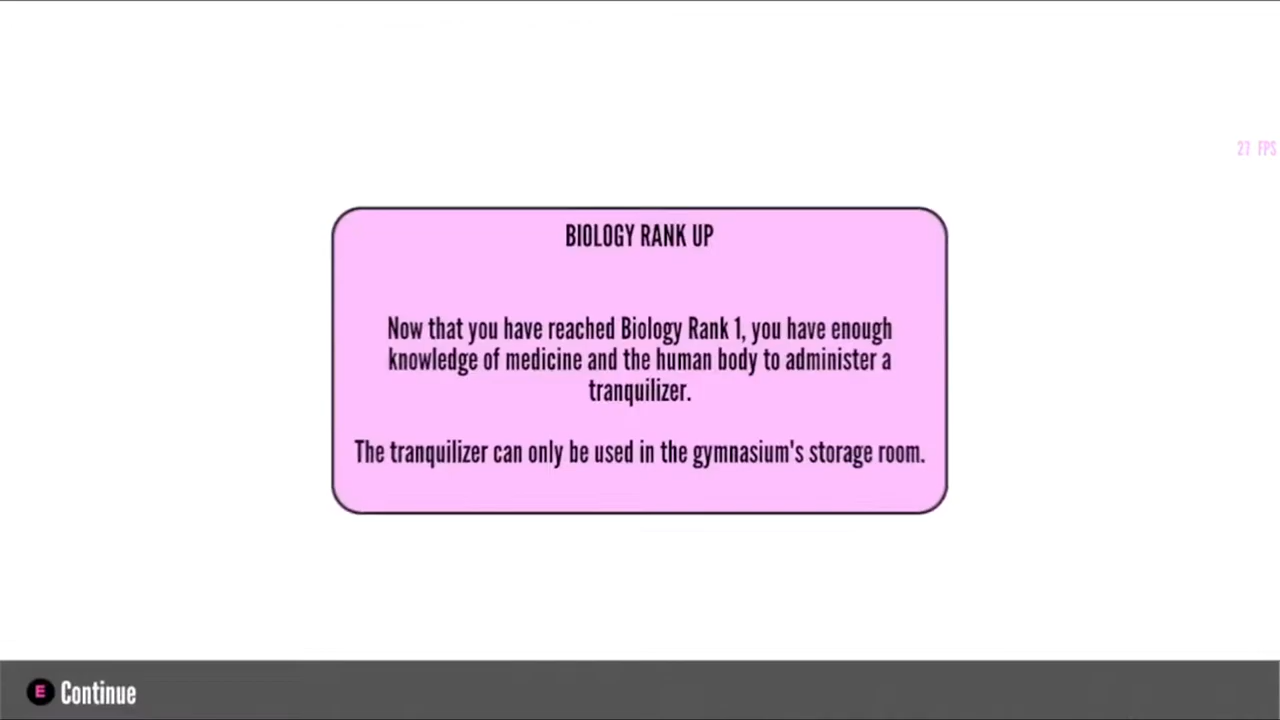 27 FPS
BIOLOGY RANK UP
Now that you have reached Biology Rank 1, you have enough
knowledge of medicine and the human body to administer a
tranquilizer.
The tranquilizer can only be used in the gymnasium's storage room.
E Continue